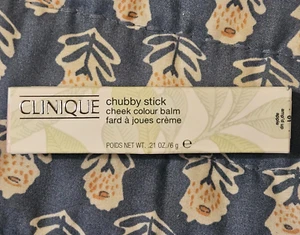 CLINIQUE
chubby stick
cheek colour balm
fard à joues crème
POIDS NET WT. .21 OZ./6 g ℮